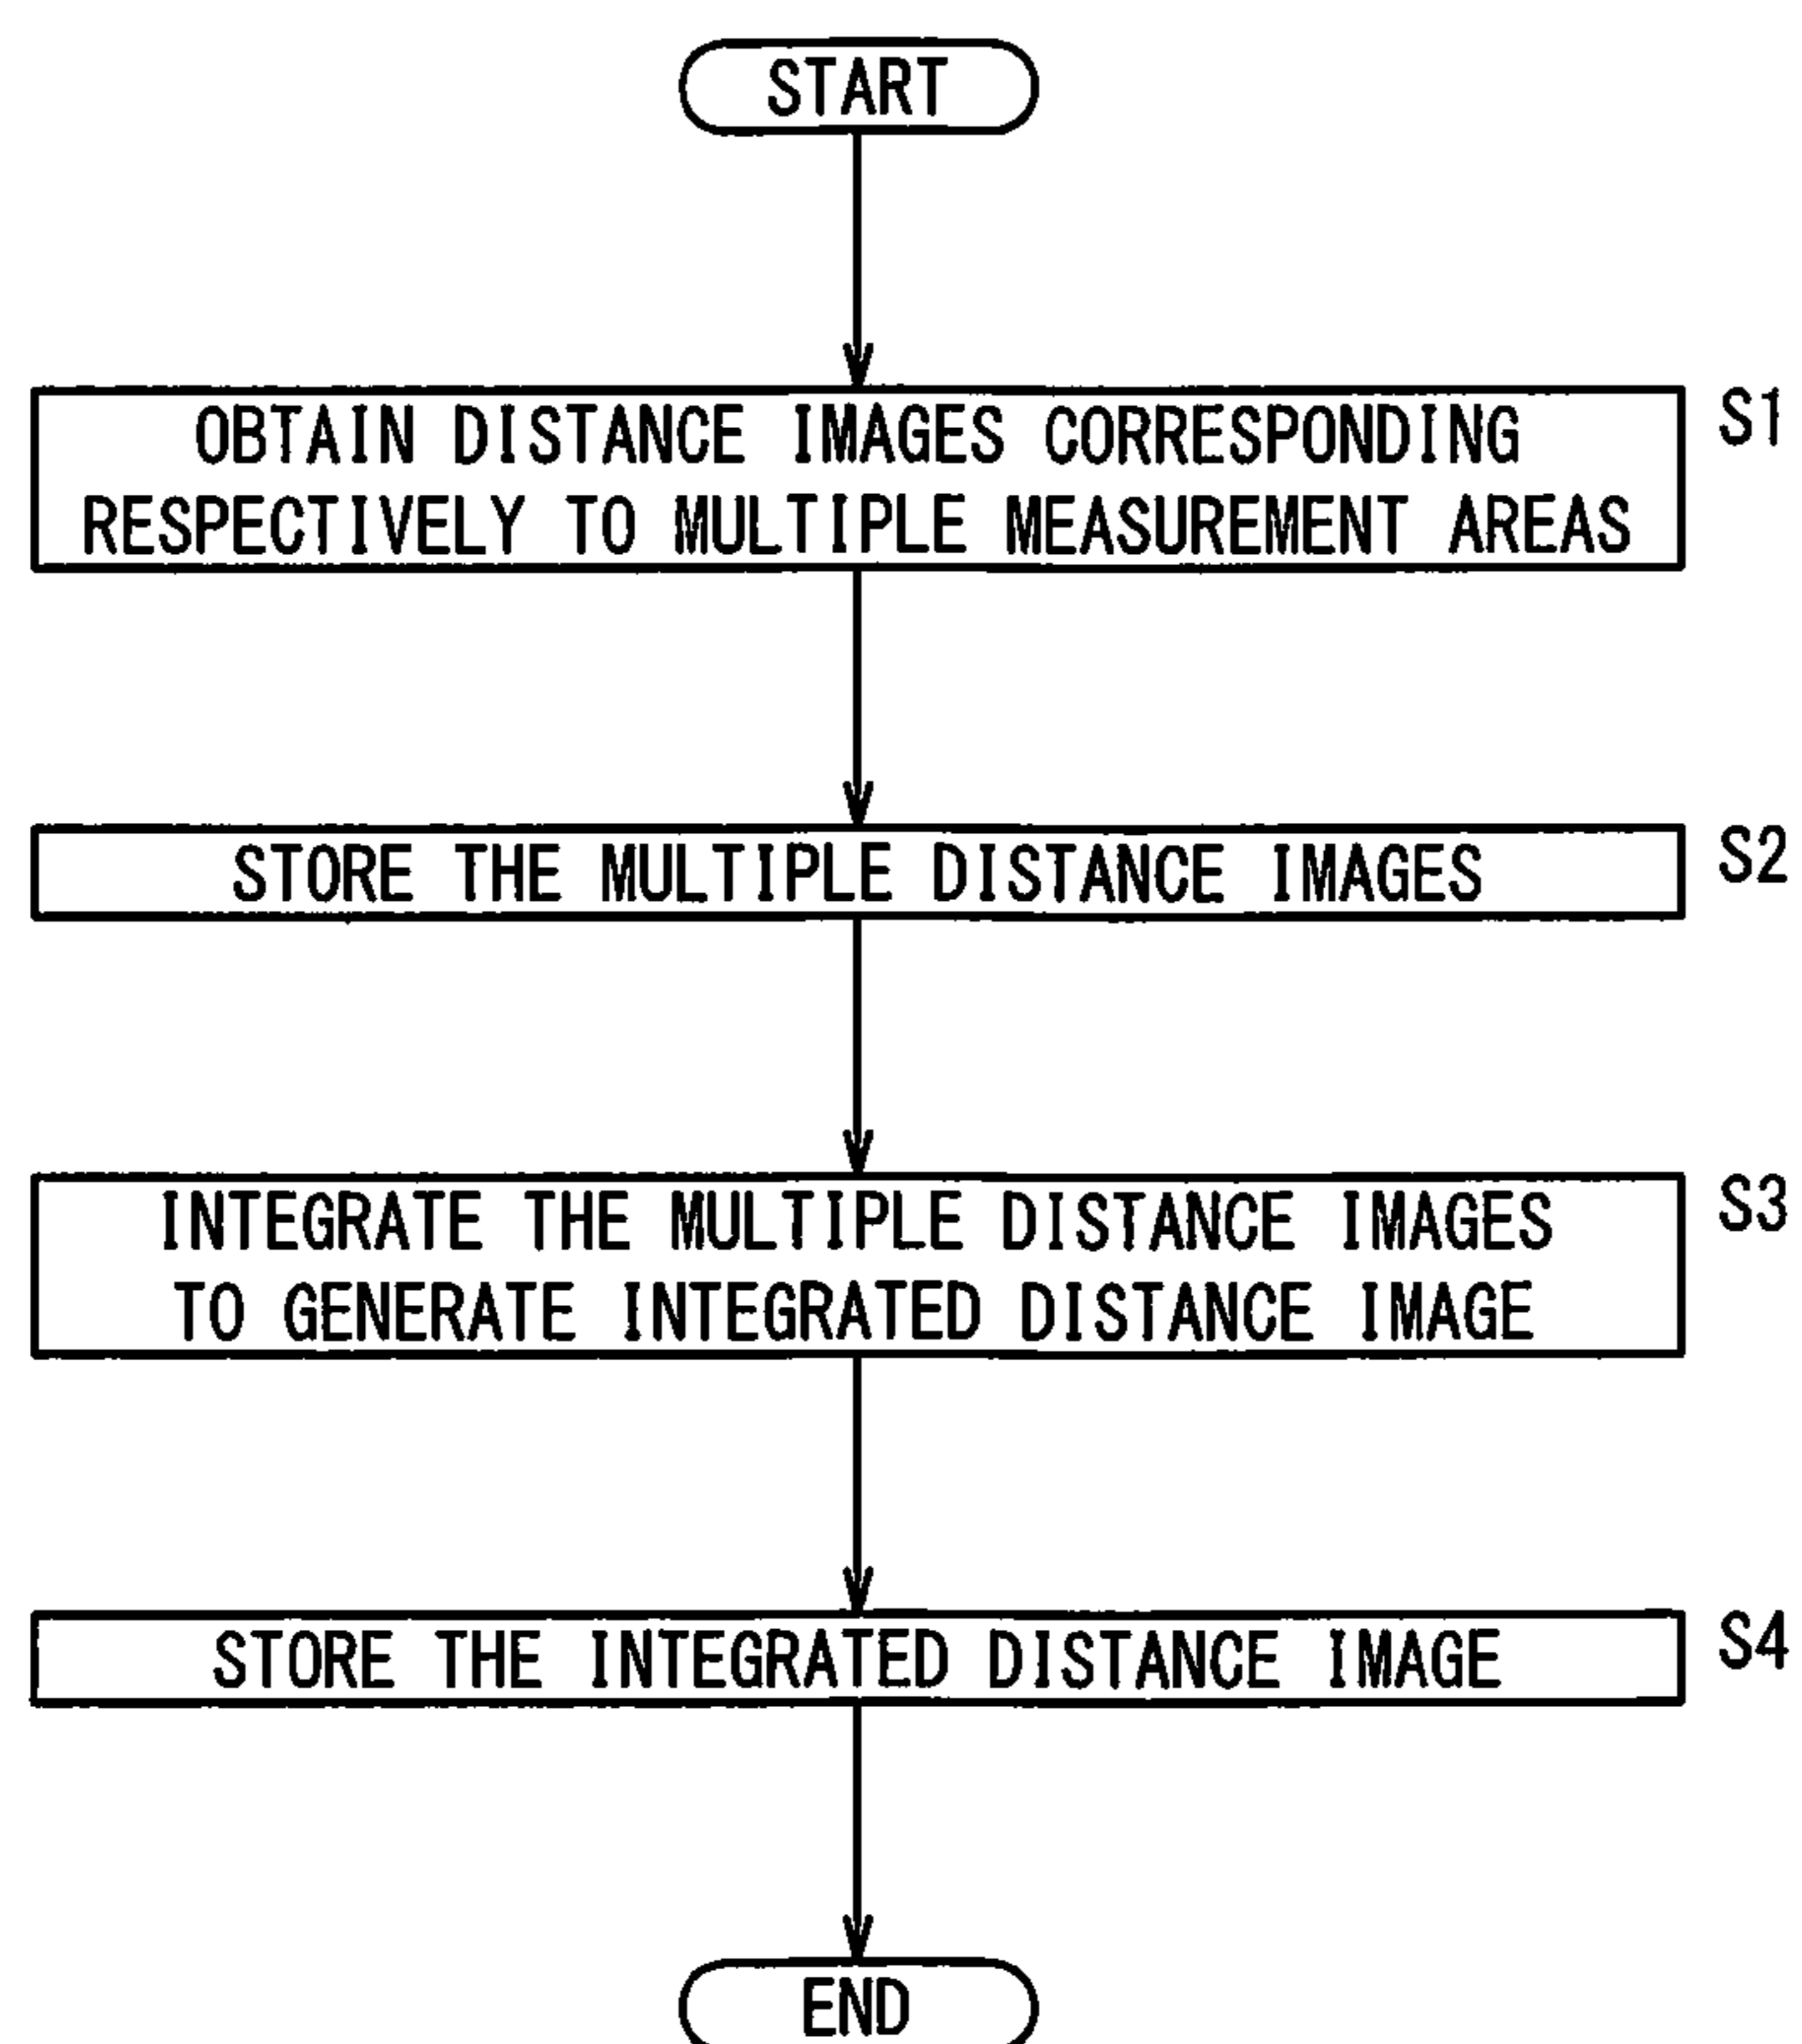 START
OBTAIN DISTANCE IMAGES CORRESPONDING
RESPECTIVELY TO MULTIPLE MEASUREMENT AREAS
S1
STORE THE MULTIPLE DISTANCE IMAGES
S2
INTEGRATE THE MULTIPLE DISTANCE IMAGES
TO GENERATE INTEGRATED DISTANCE IMAGE
S3
STORE THE INTEGRATED DISTANCE IMAGE
S4
END